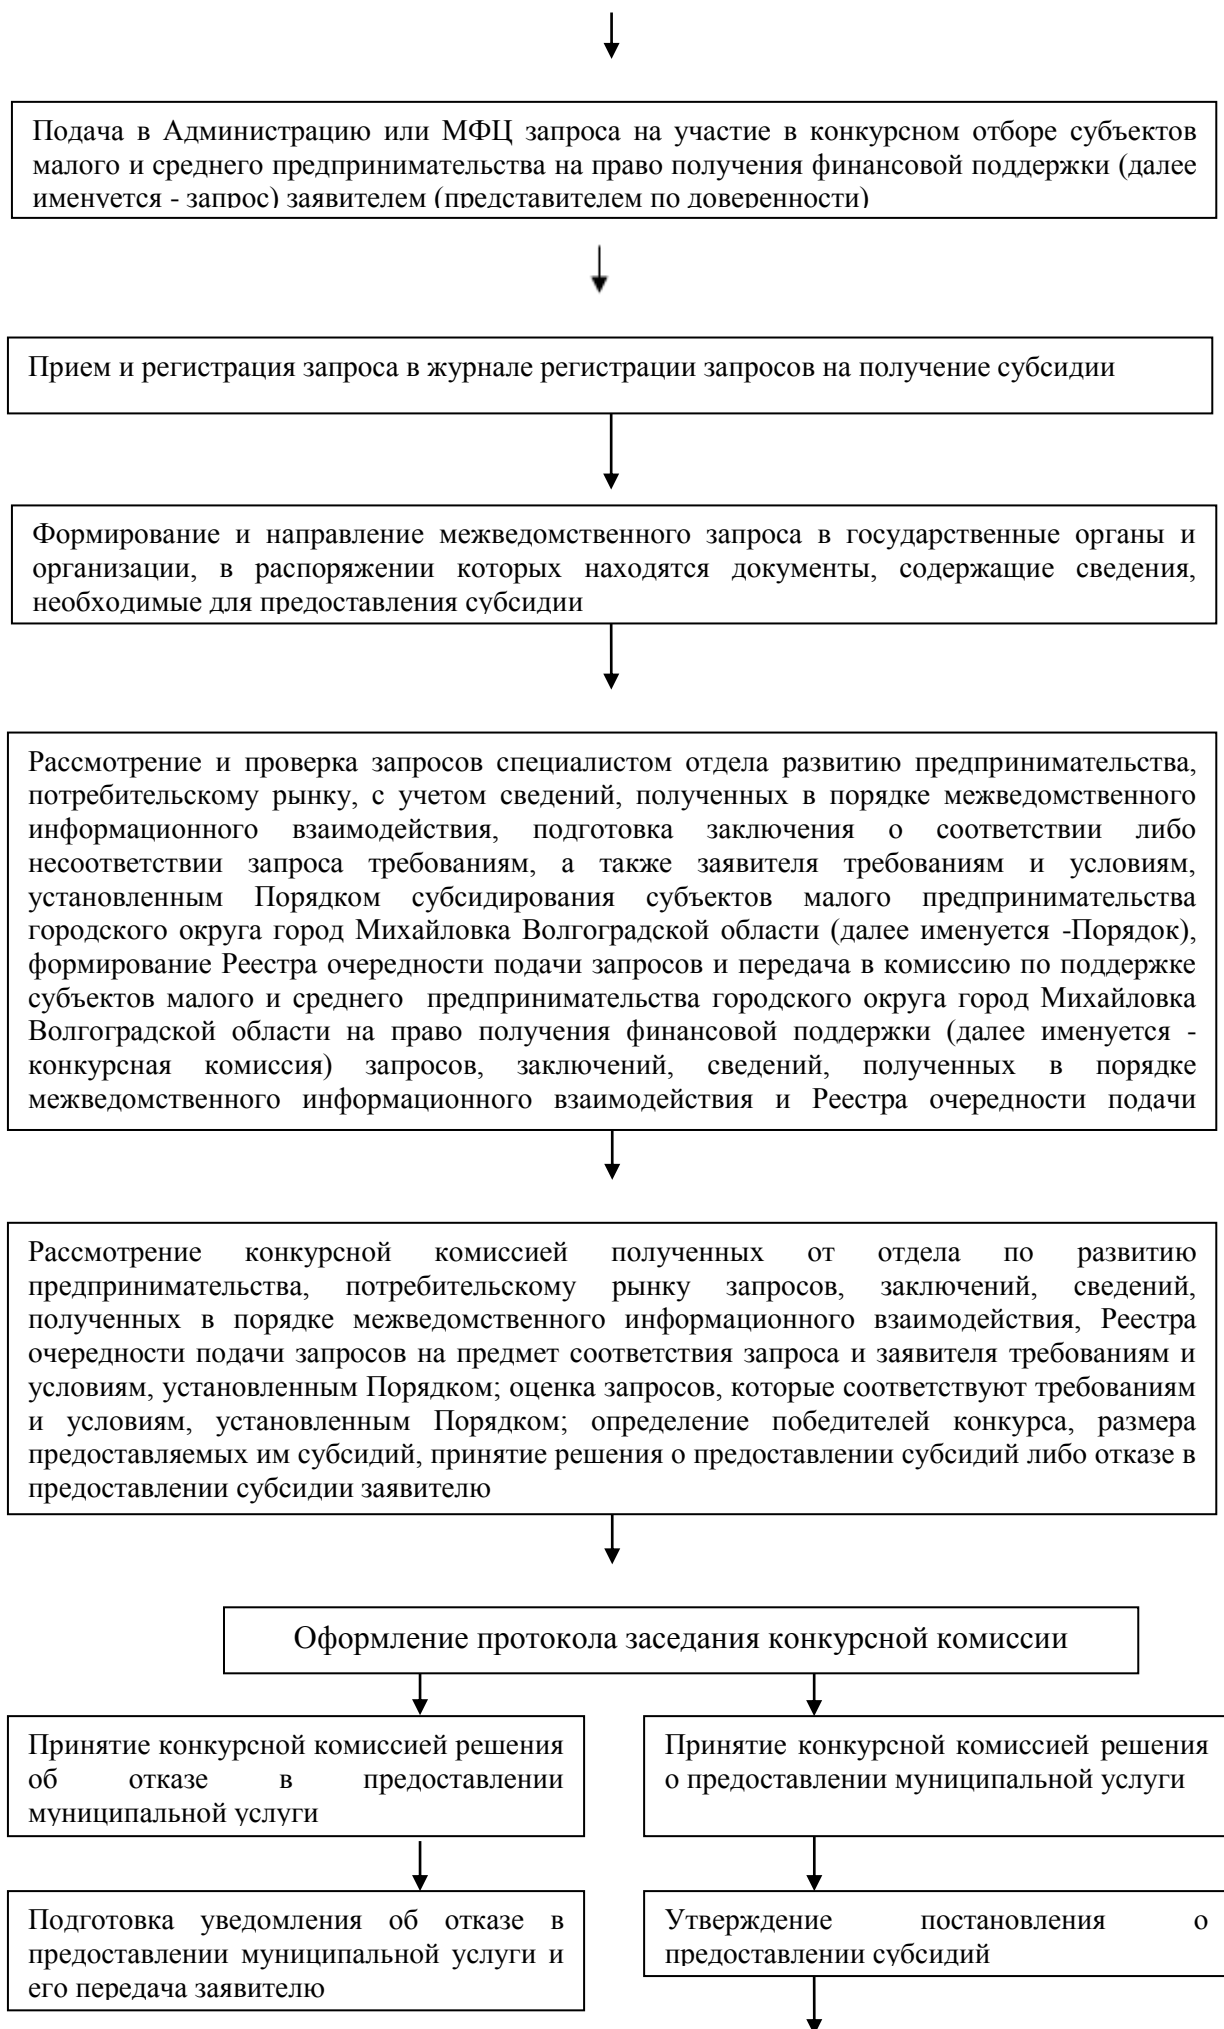 Подача в Администрацию или МФЦ запроса на участие в конкурсном отборе субъектов
малого и среднего предпринимательства на право получения финансовой поддержки (далее
именуется - запрос) заявителем (представителем по доверенности)
Прием и регистрация запроса в журнале регистрации запросов на получение субсидии
Формирование и направление межведомственного запроса в государственные органы и
организации, в распоряжении которых находятся документы, содержащие сведения,
необходимые для предоставления субсидии
Рассмотрение и проверка запросов специалистом отдела развитию предпринимательства,
потребительскому рынку, с учетом сведений, полученных в порядке межведомственного
информационного взаимодействия, подготовка заключения о соответствии либо
несоответствии запроса требованиям, а также заявителя требованиям и условиям,
установленным Порядком субсидирования субъектов малого предпринимательства
городского округа город Михайловка Волгоградской области (далее именуется -Порядок),
формирование Реестра очередности подачи запросов и передача в комиссию по поддержке
субъектов малого и среднего предпринимательства городского округа город Михайловка
Волгоградской области на право получения финансовой поддержки (далее именуется -
конкурсная комиссия) запросов, заключений, сведений, полученных в порядке
межведомственного информационного взаимодействия и Реестра очередности подачи
Рассмотрение конкурсной комиссией полученных от отдела по развитию
предпринимательства, потребительскому рынку запросов, заключений, сведений,
полученных в порядке межведомственного информационного взаимодействия, Реестра
очередности подачи запросов на предмет соответствия запроса и заявителя требованиям и
условиям, установленным Порядком; оценка запросов, которые соответствуют требованиям
и условиям, установленным Порядком; определение победителей конкурса, размера
предоставляемых им субсидий, принятие решения о предоставлении субсидий либо отказе в
предоставлении субсидии заявителю
Оформление протокола заседания конкурсной комиссии
Принятие конкурсной комиссией решения
об отказе в предоставлении
муниципальной услуги
Принятие конкурсной комиссией решения
о предоставлении муниципальной услуги
Подготовка уведомления об отказе в
предоставлении муниципальной услуги и
его передача заявителю
Утверждение постановления о
предоставлении субсидий